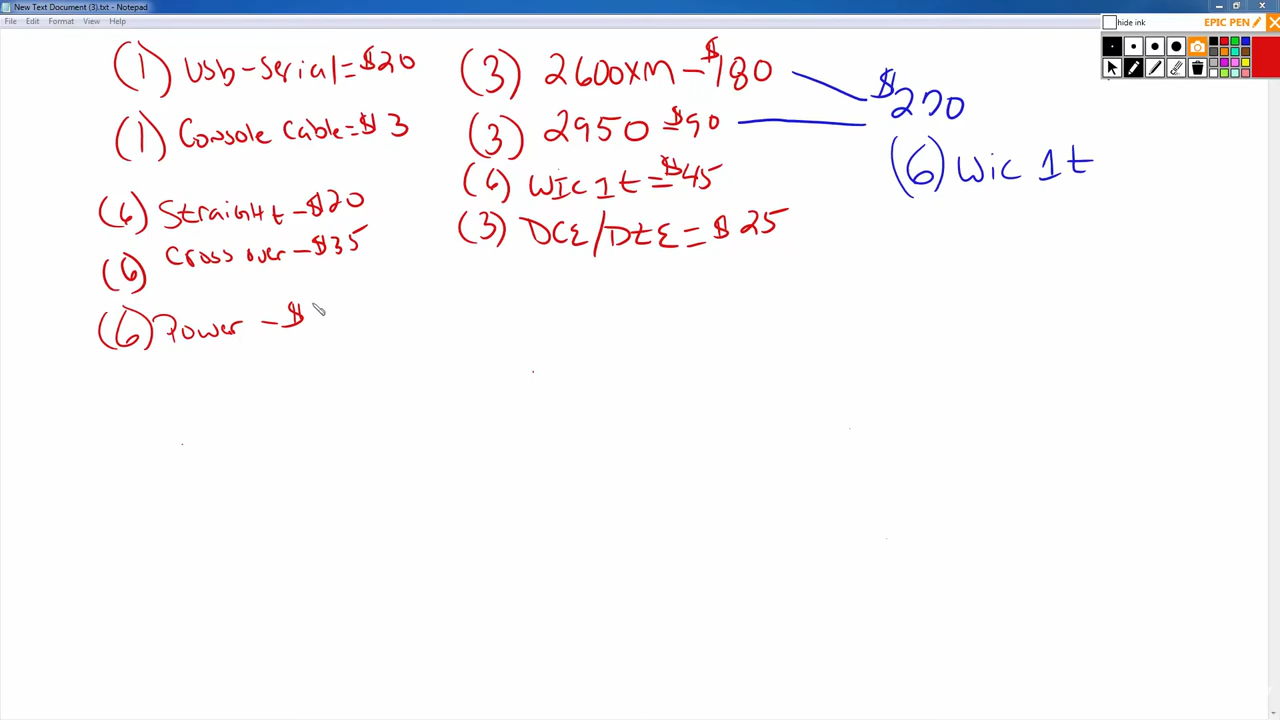 New Text Document (3).txt - Notepad
File Edit Format View Help
hide ink
EPIC PEN
(1) Usb-Serial = $20
(1) Console Cable = $3
(6) Straight - $20
(6) Cross over - $35
(6) Power - $
(3) 2600xm - $180
(3) 2950 = $90
(6) WIC 1t = $45
(3) DCE/DtE = $25
$270
(6) Wic 1t